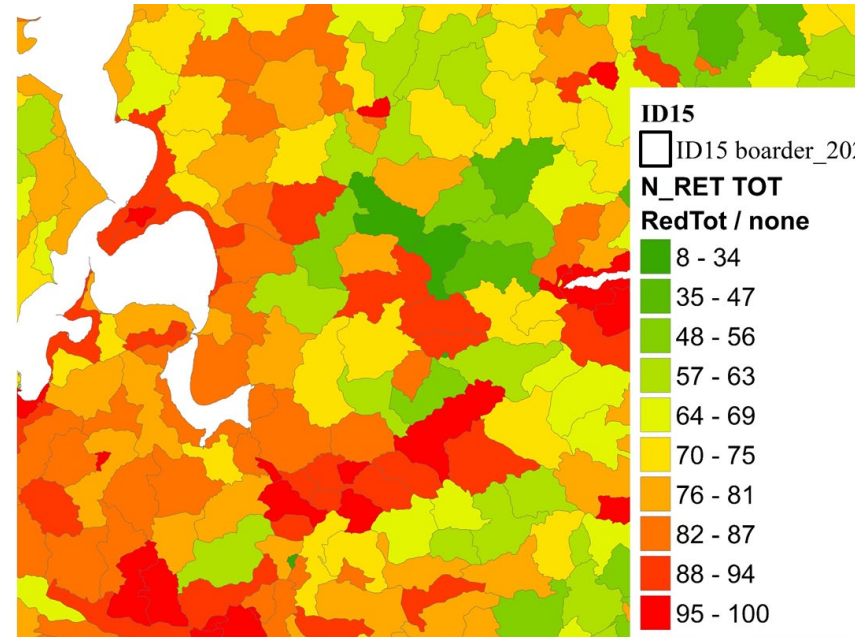 ID15
ID15 boarder_202
N_RET TOT
RedTot / none
8 - 34
35 - 47
48 - 56
57 - 63
64 - 69
70 - 75
76 - 81
82 - 87
88 - 94
95 - 100